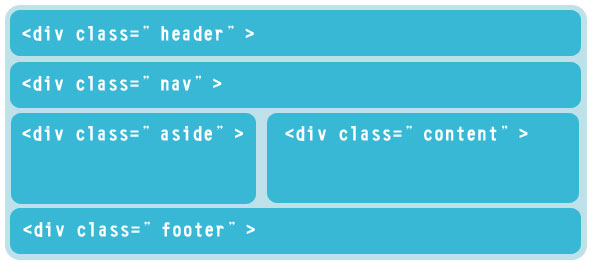 <div class=" header" >
<div class=" nav" >
<div class=" aside" >
<div class=" content" >
<div class=" footer" >